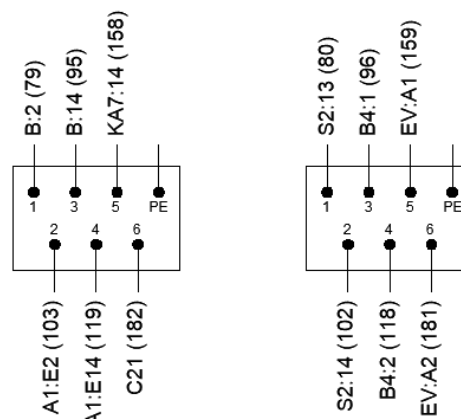 B:2 (79)
B:14 (95)
KA7:14 (158)
1
3
5
PE
2
4
6
A1:E2 (103)
A1:E14 (119)
C21 (182)
S2:13 (80)
B4:1 (96)
EV:A1 (159)
1
3
5
PE
2
4
6
S2:14 (102)
B4:2 (118)
EV:A2 (181)